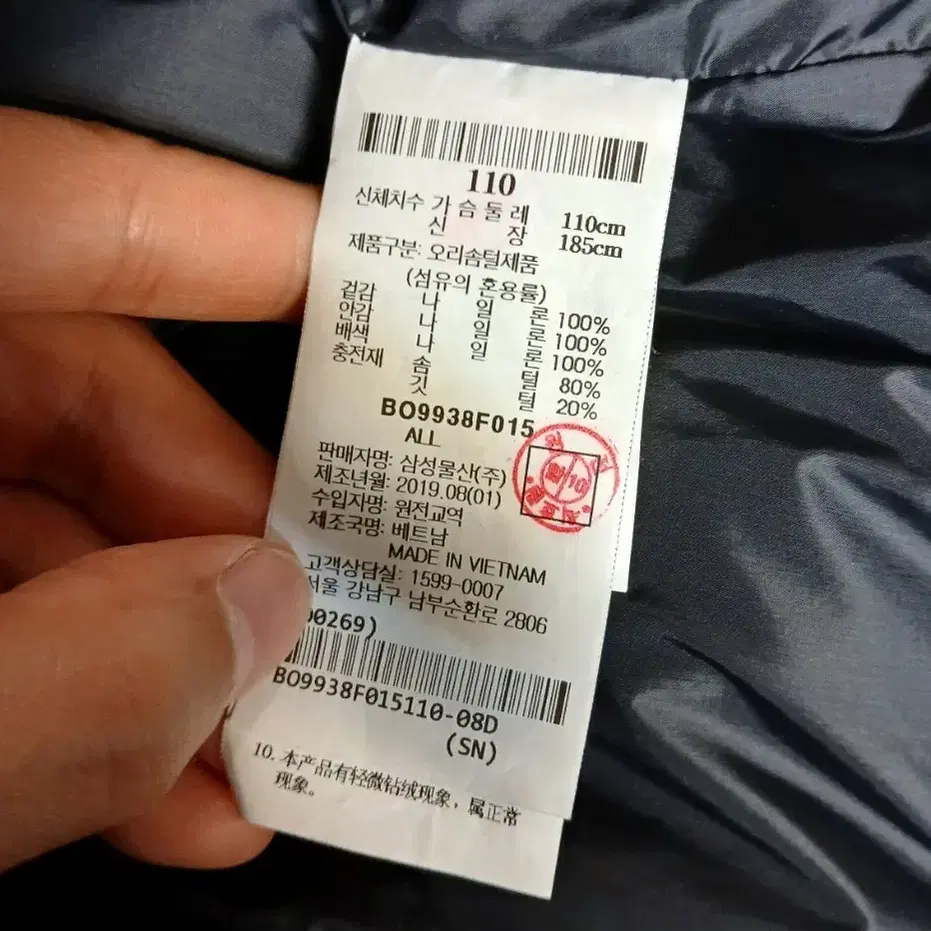 110
신체치수 가슴둘레 110cm
신 장 185cm
제품구분: 오리솜털제품
(섬유의 혼용률)
겉감 나 일 론 100%
안감 나 일 론 100%
배색 나 일 론 100%
충전재 솜 털 80%
깃 털 20%
BO9938F015
ALL
판매자명: 삼성물산(주)
제조년월: 2019.08(01)
수입자명: 원전교역
제조국명: 베트남
MADE IN VIETNAM
고객상담실: 1599-0007
서울 강남구 남부순환로 2806
0269)
BO9938F015110-08D
(SN)
10. 本产品有轻微钻绒现象，属正常
现象。